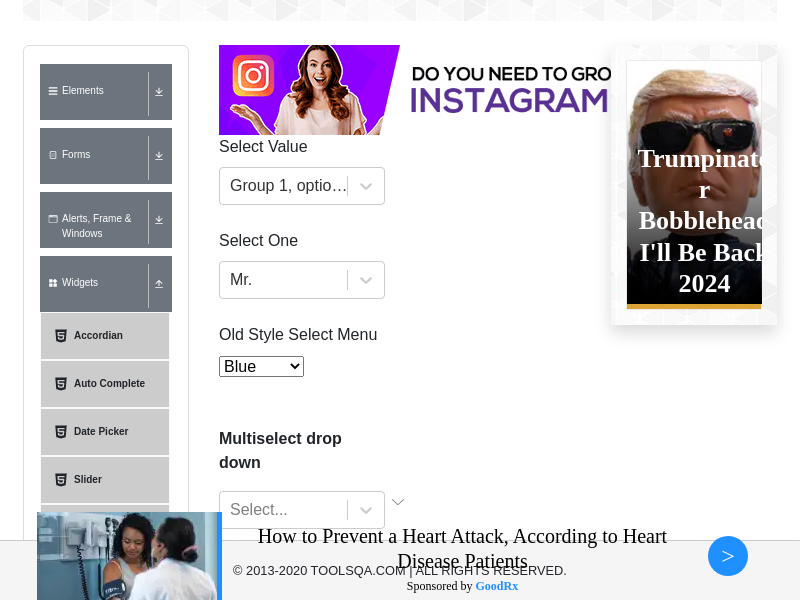 Elements
Forms
Alerts, Frame &
Windows
Widgets
Accordian
Auto Complete
Date Picker
Slider
DO YOU NEED TO GRO
INSTAGRAM
Select Value
Group 1, optio...
Select One
Mr.
Old Style Select Menu
Blue
Multiselect drop
down
Select...
Trumpinato
r
Bobblehead
I'll Be Back
2024
How to Prevent a Heart Attack, According to Heart
Disease Patients
© 2013-2020 TOOLSQA.COM | ALL RIGHTS RESERVED.
Sponsored by GoodRx
>